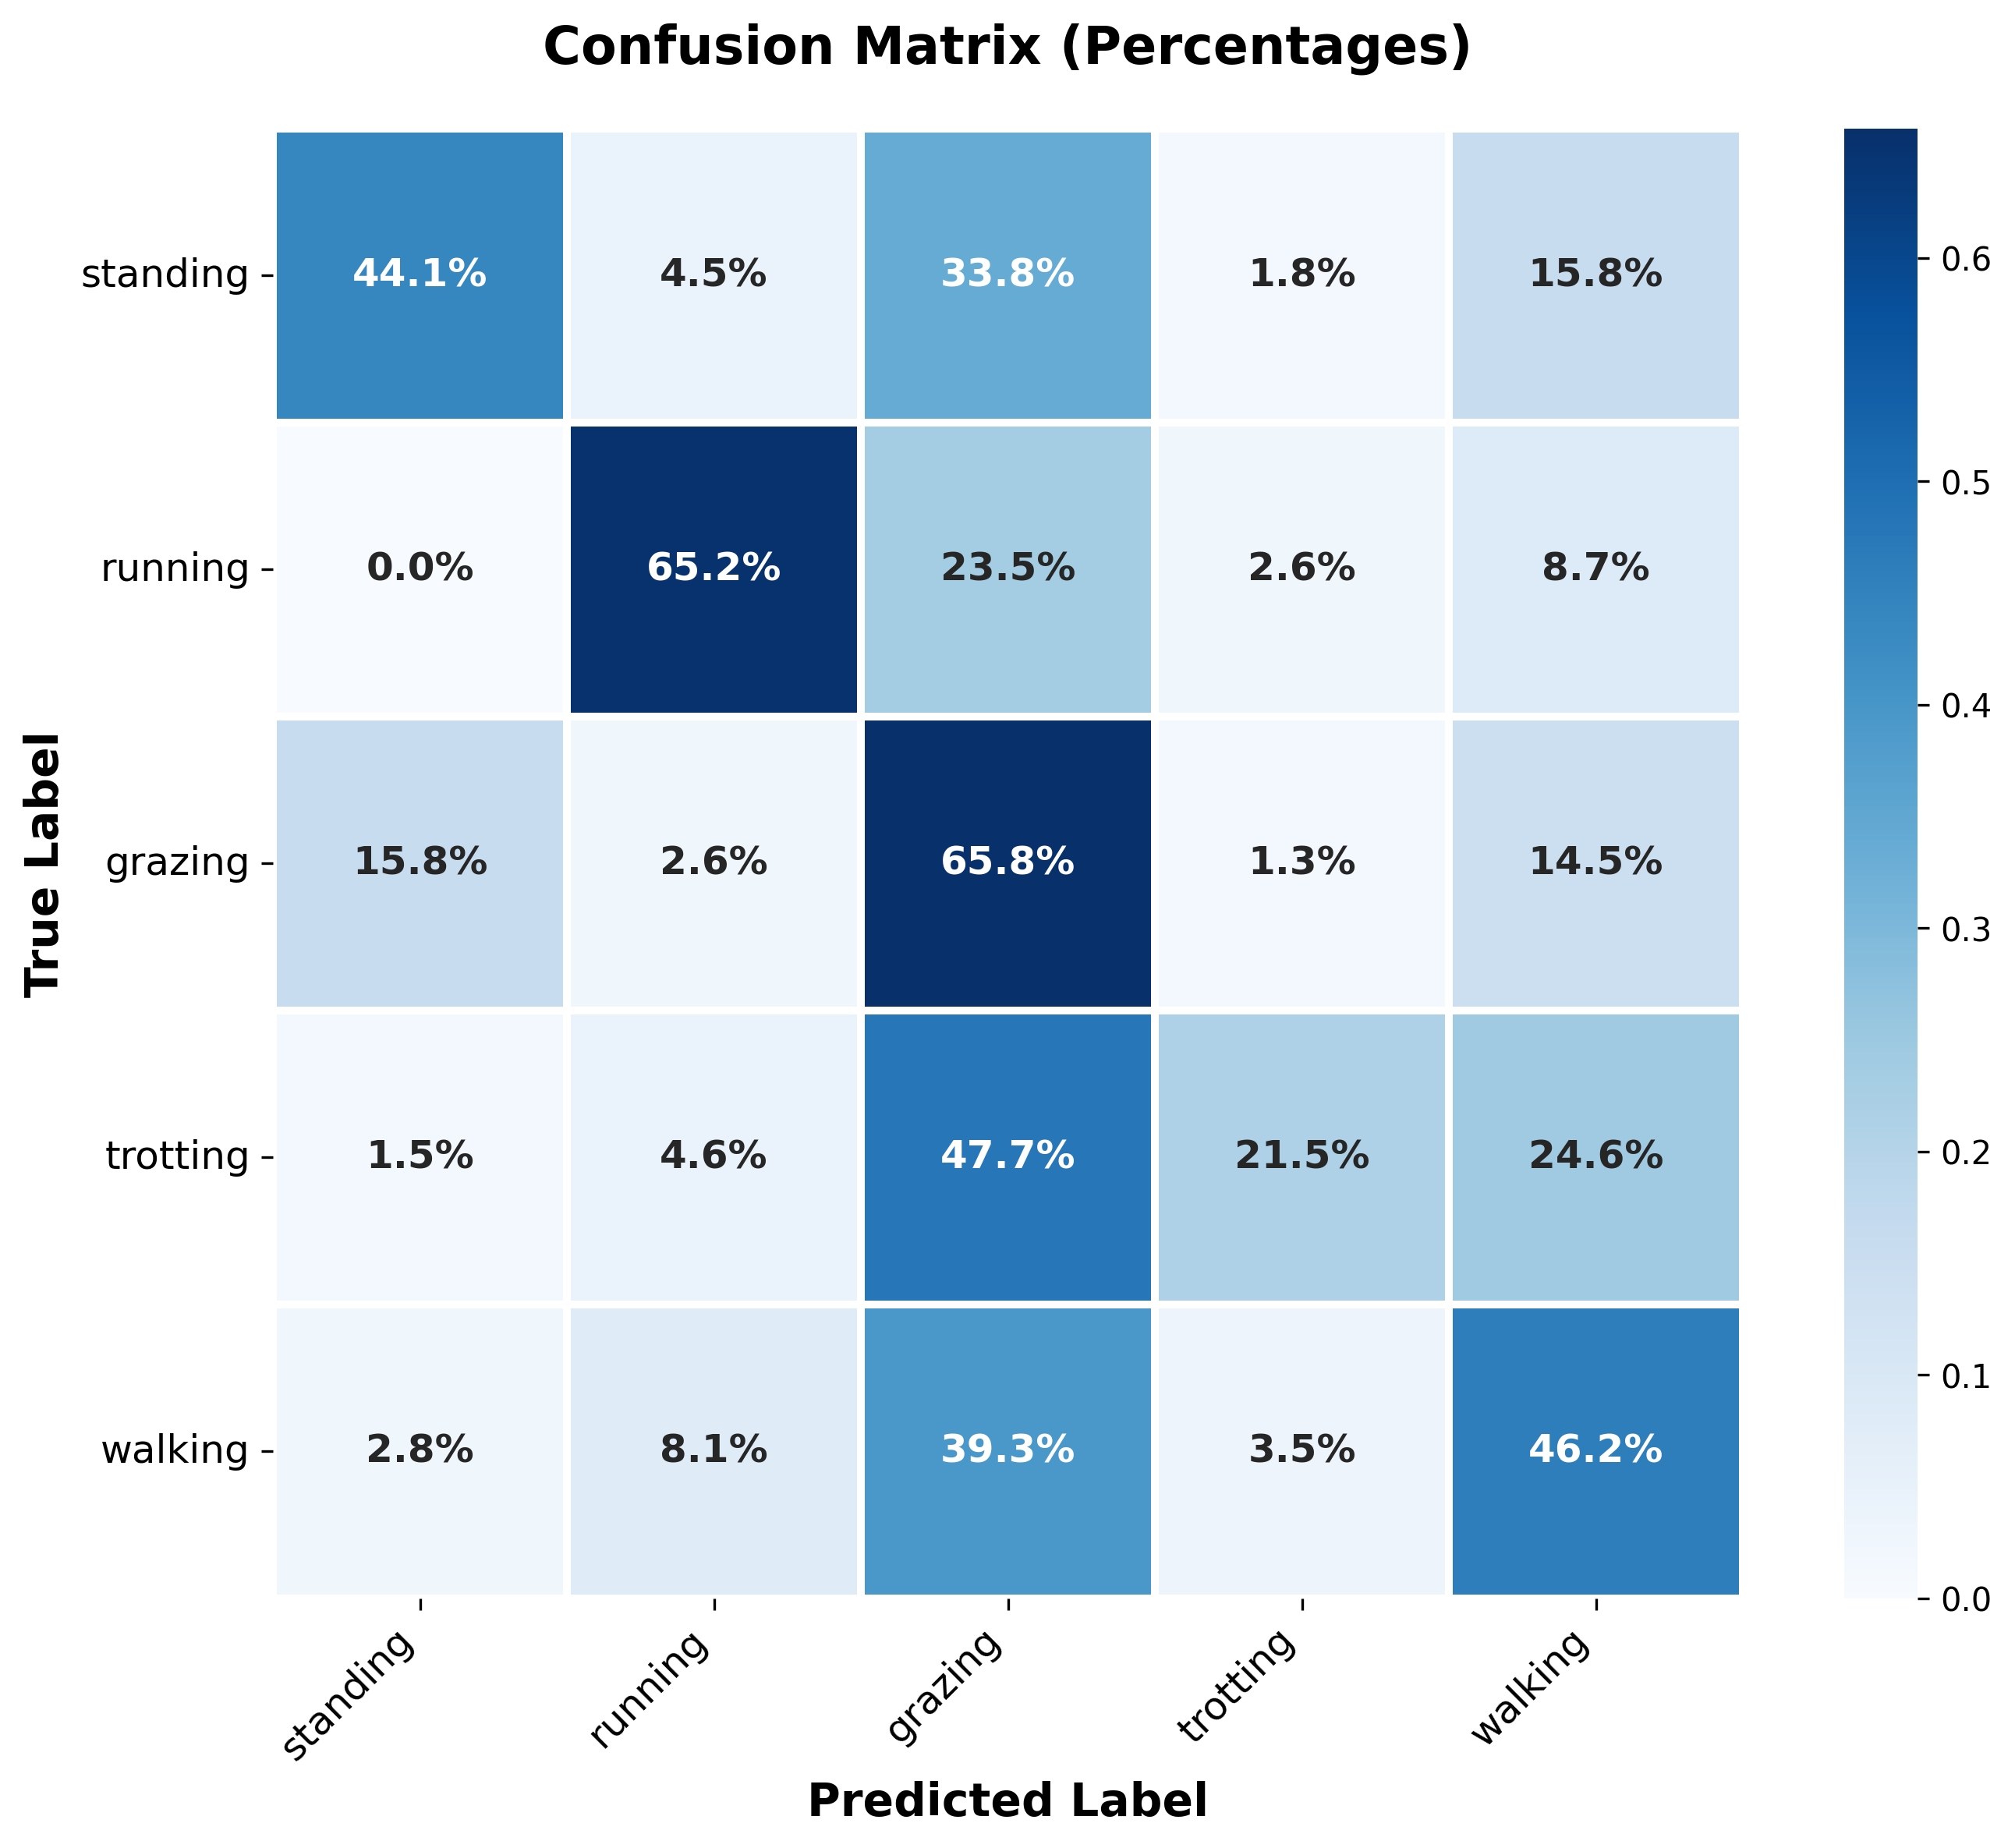 Confusion Matrix (Percentages)
True Label
standing 44.1% 4.5% 33.8% 1.8% 15.8%
running 0.0% 65.2% 23.5% 2.6% 8.7%
grazing 15.8% 2.6% 65.8% 1.3% 14.5%
trotting 1.5% 4.6% 47.7% 21.5% 24.6%
walking 2.8% 8.1% 39.3% 3.5% 46.2%
standing running grazing trotting walking
Predicted Label
0.6
0.5
0.4
0.3
0.2
0.1
0.0